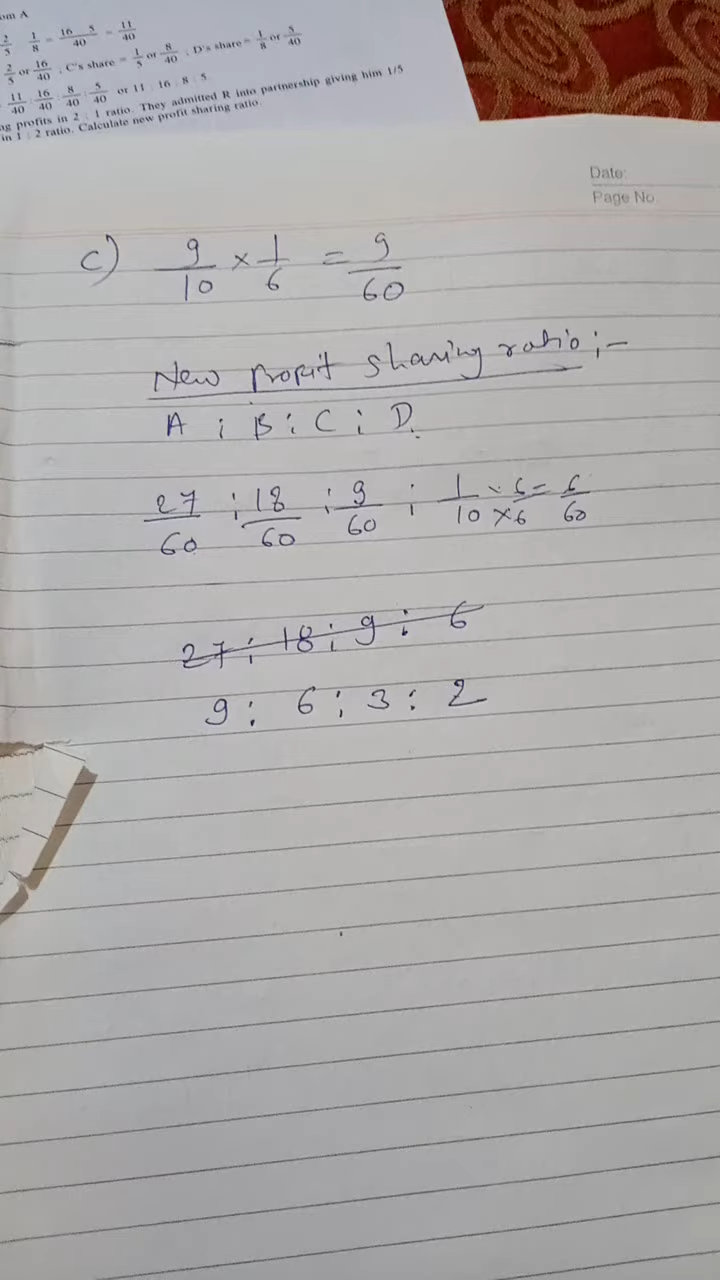 om A
2/5 1/8 = 16 5/40 = 11/40
2/5 or 16/40 , C's share = 1/5 or 8/40 , D's share = 1/8 or 5/40
11/40 : 16/40 : 8/40 : 5/40 or 11 : 16 : 8 : 5
ng profits in 2 : 1 ratio. They admitted R into partnership giving him 1/5
in 1 : 2 ratio. Calculate new profit sharing ratio.
Date:
Page No.
c) 9/10 × 1/6 = 9/60
New Profit sharing ratio :-
A : B : C : D.
27/60 : 18/60 : 9/60 : 1/10 × 6/×6 = 6/60
27 : 18 : 9 : 6
9 : 6 : 3 : 2